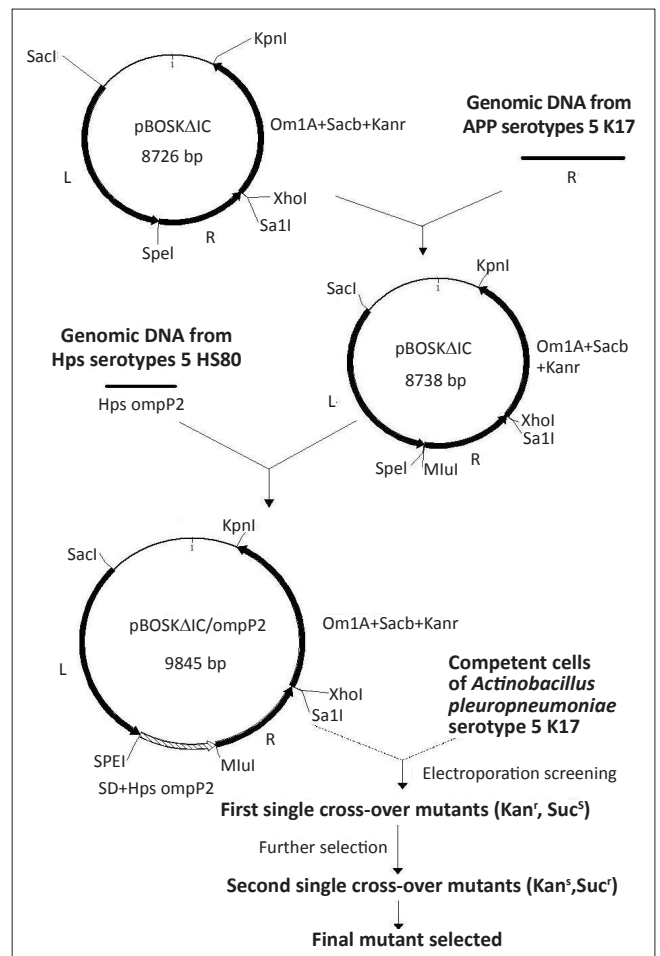 KpnI
SacI
1
pBOSKΔIC
8726 bp
Om1A+Sacb+Kanr
L
XhoI
Sa1I
R
SpeI
Genomic DNA from
APP serotypes 5 K17
R
KpnI
SacI
1
pBOSKΔIC
8738 bp
Om1A+Sacb
+Kanr
L
XhoI
Sa1I
R
SpeI
MluI
Genomic DNA from
Hps serotypes 5 HS80
Hps ompP2
KpnI
SacI
1
pBOSKΔIC/ompP2
9845 bp
Om1A+Sacb+Kanr
L
XhoI
Sa1I
R
SPEI
MluI
SD+Hps ompP2
Competent cells
of Actinobacillus
pleuropneumoniae
serotype 5 K17
Electroporation screening
First single cross-over mutants (Kanʳ, Sucˢ)
Further selection
Second single cross-over mutants (Kanˢ,Sucʳ)
Final mutant selected